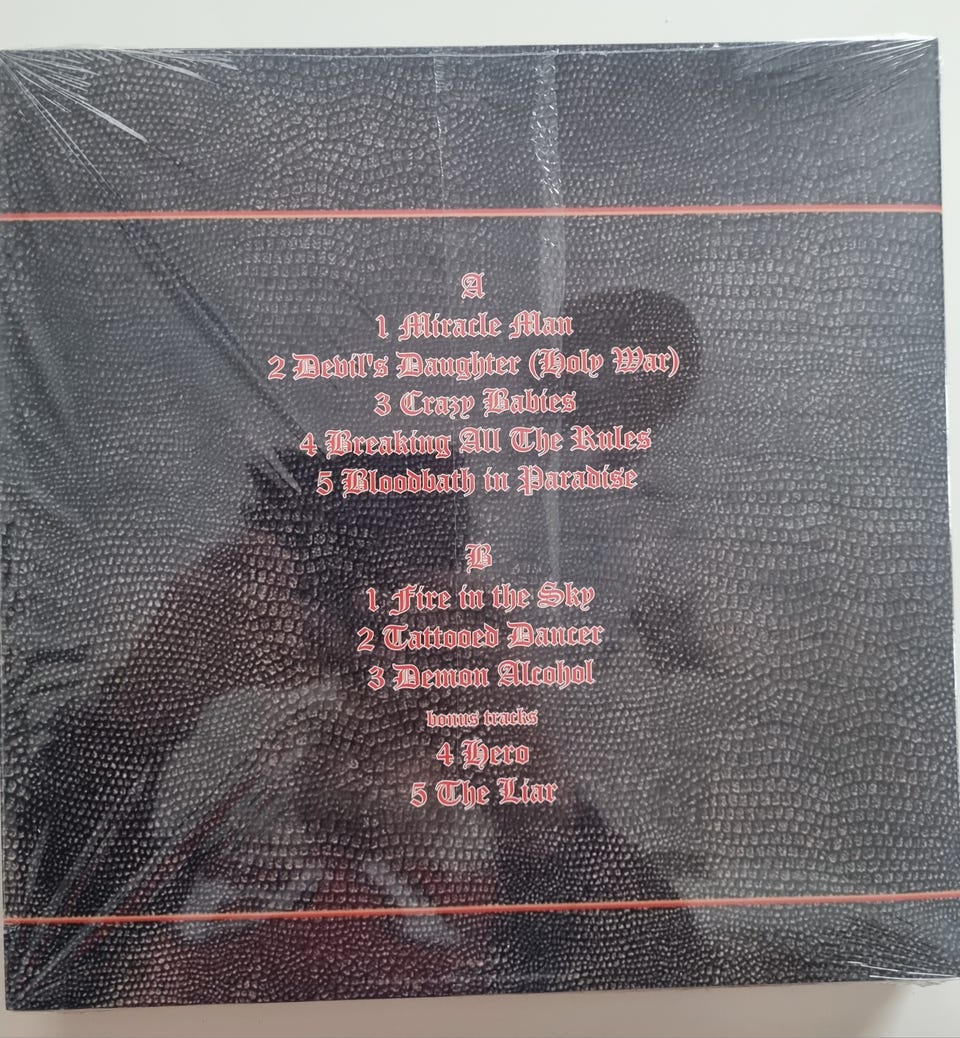 A
1 Miracle Man
2 Devil's Daughter (Holy War)
3 Crazy Babies
4 Breaking All The Rules
5 Bloodbath in Paradise
B
1 Fire in the Sky
2 Tattooed Dancer
3 Demon Alcohol
bonus tracks
4 Hero
5 The Liar